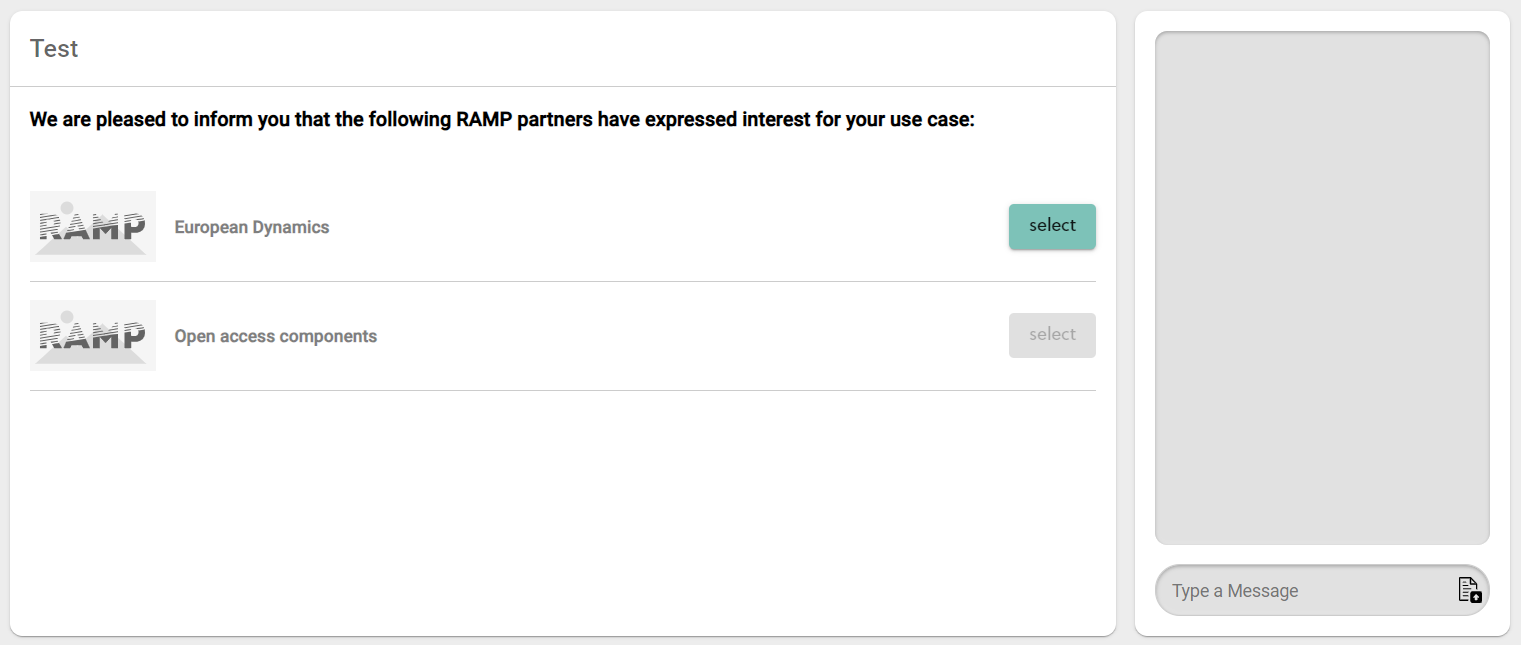 Test
We are pleased to inform you that the following RAMP partners have expressed interest for your use case:
RAMP
European Dynamics
select
RAMP
Open access components
select
Type a Message